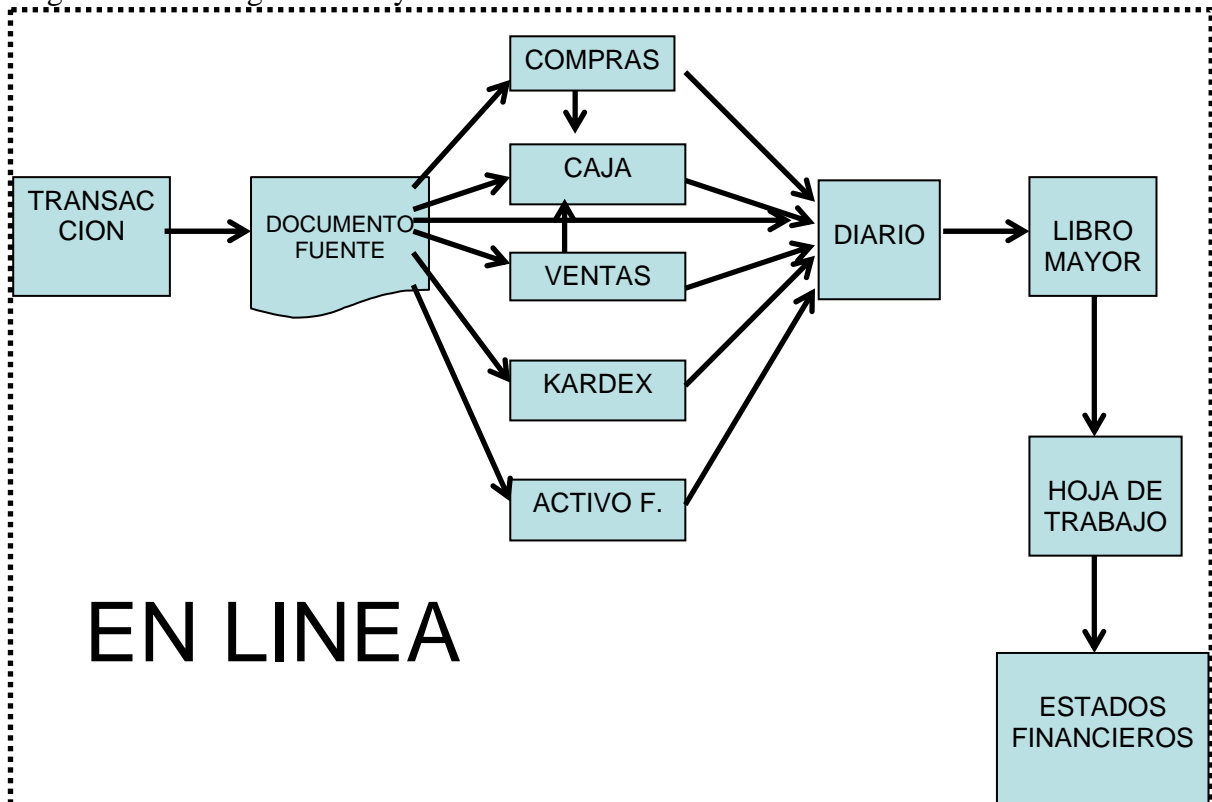 COMPRAS
CAJA
TRANSAC
CION
DOCUMENTO
FUENTE
VENTAS
DIARIO
LIBRO
MAYOR
KARDEX
ACTIVO F.
HOJA DE
TRABAJO
EN LINEA
ESTADOS
FINANCIEROS